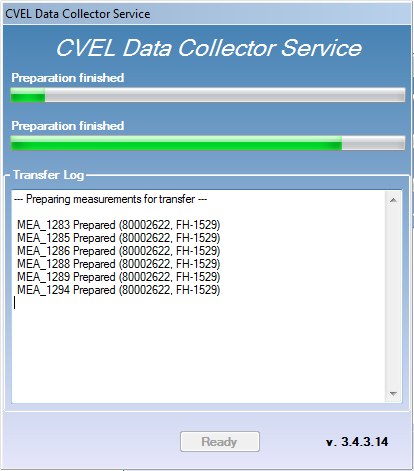 CVEL Data Collector Service
CVEL Data Collector Service
Preparation finished
Preparation finished
Transfer Log
--- Preparing measurements for transfer ---
MEA_1283 Prepared (80002622, FH-1529)
MEA_1285 Prepared (80002622, FH-1529)
MEA_1286 Prepared (80002622, FH-1529)
MEA_1288 Prepared (80002622, FH-1529)
MEA_1289 Prepared (80002622, FH-1529)
MEA_1294 Prepared (80002622, FH-1529)
Ready
v. 3.4.3.14